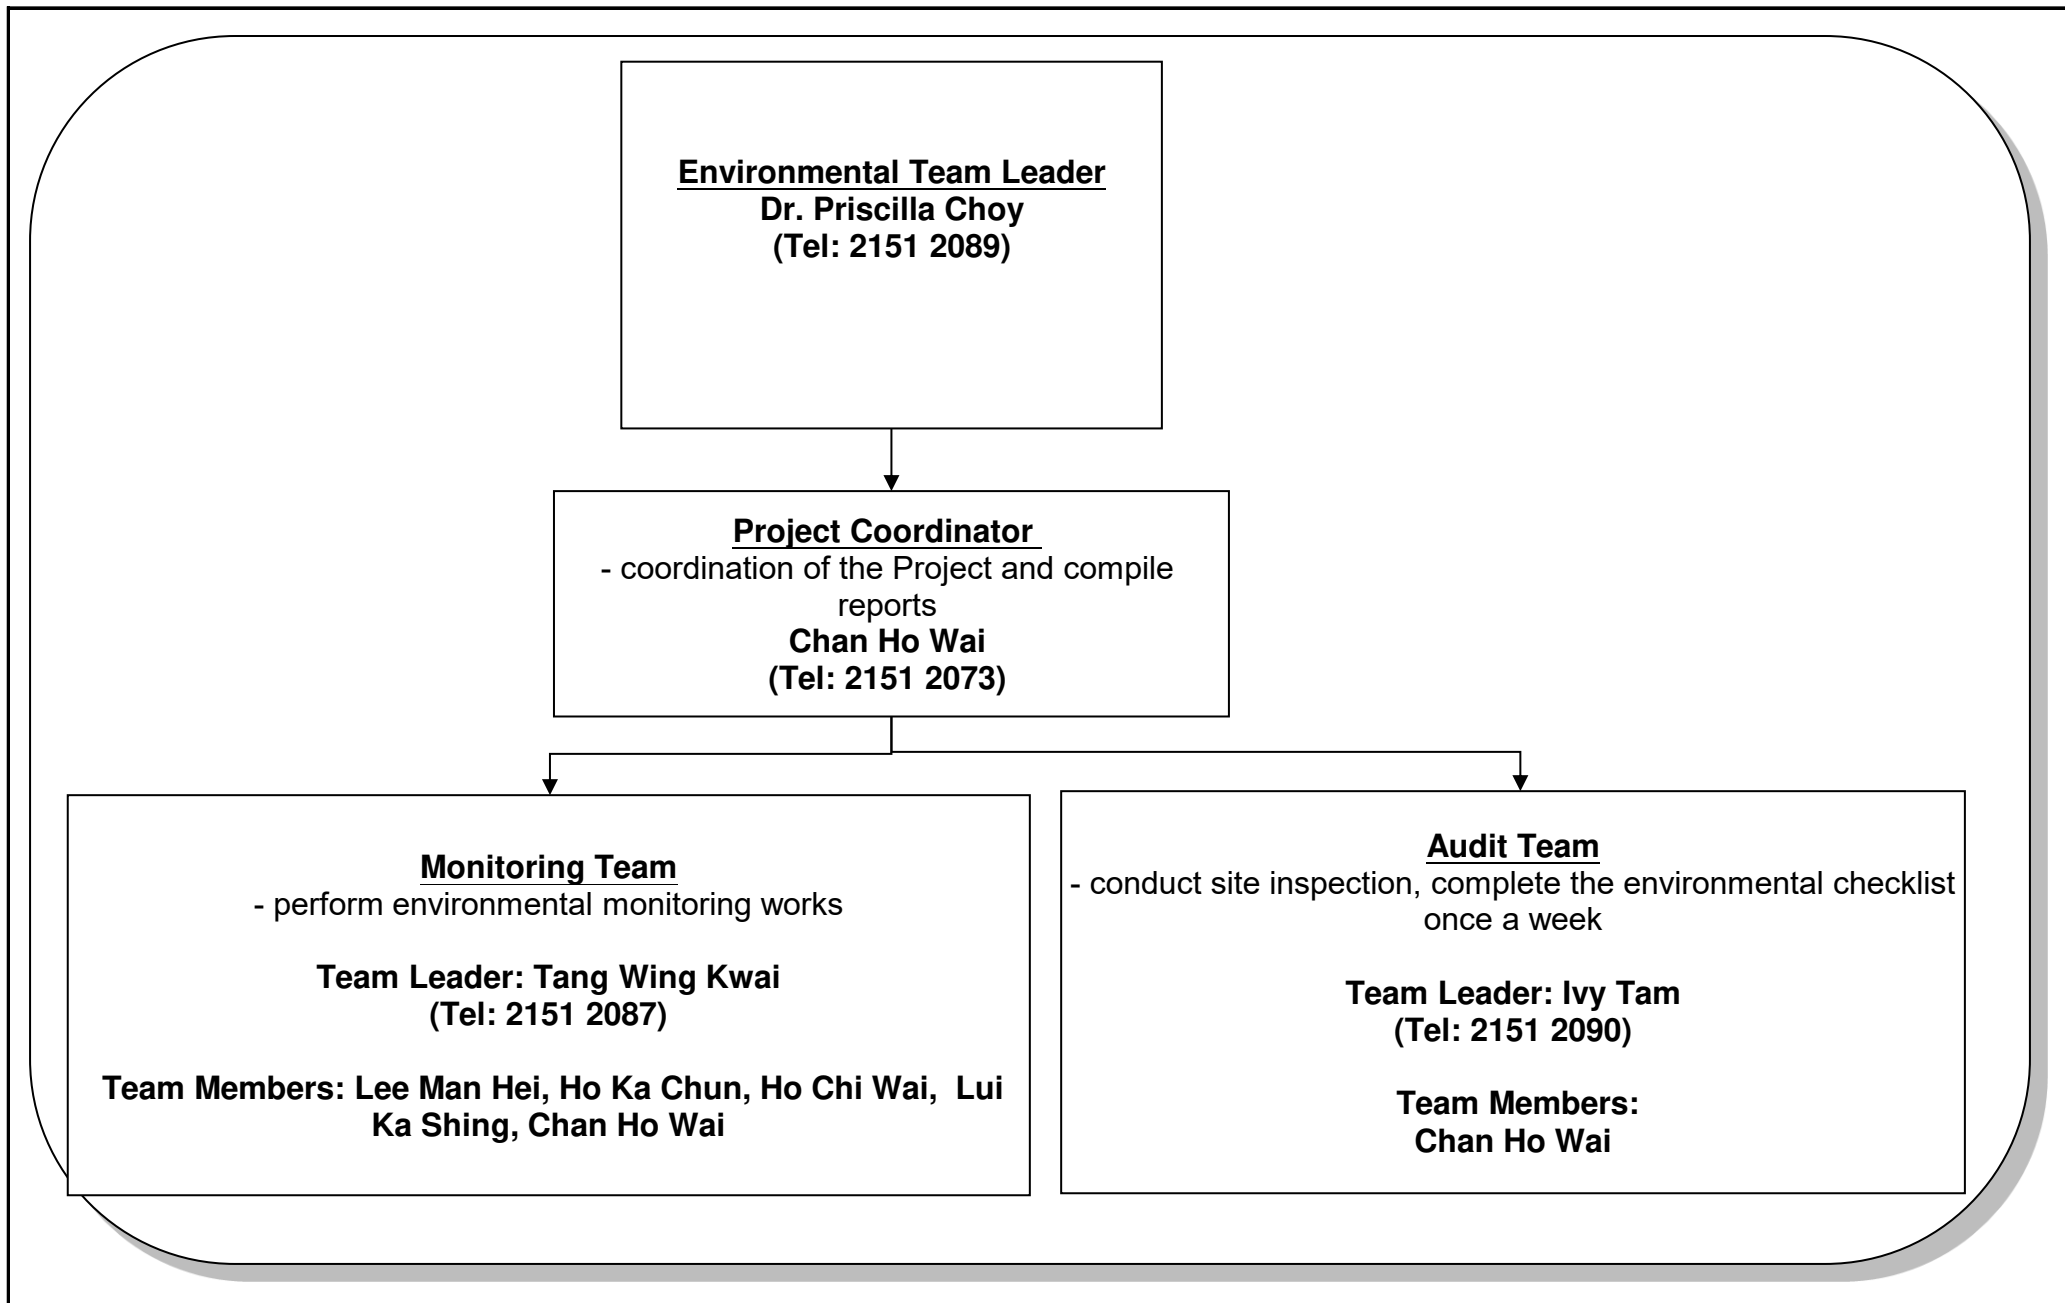 Environmental Team Leader
Dr. Priscilla Choy
(Tel: 2151 2089)
Project Coordinator
- coordination of the Project and compile
reports
Chan Ho Wai
(Tel: 2151 2073)
Monitoring Team
- perform environmental monitoring works
Team Leader: Tang Wing Kwai
(Tel: 2151 2087)
Team Members: Lee Man Hei, Ho Ka Chun, Ho Chi Wai,  Lui
Ka Shing, Chan Ho Wai
Audit Team
- conduct site inspection, complete the environmental checklist
once a week
Team Leader: Ivy Tam
(Tel: 2151 2090)
Team Members:
Chan Ho Wai